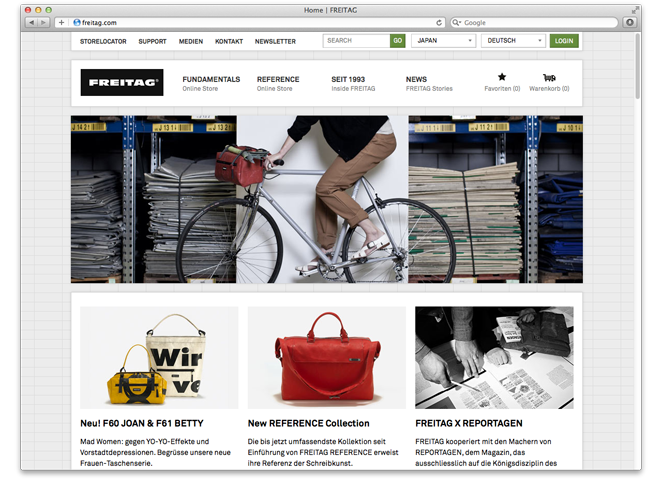 Home | FREITAG
freitag.com
Google
STORELOCATOR SUPPORT MEDIEN KONTAKT NEWSLETTER SEARCH GO JAPAN DEUTSCH LOGIN
FREITAG
FUNDAMENTALS REFERENCE SEIT 1993 NEWS
Online Store Online Store Inside FREITAG FREITAG Stories Favoriten (0) Warenkorb (0)
Wir
ve
Neu! F60 JOAN & F61 BETTY
Mad Women: gegen YO-YO-Effekte und
Vorstadtdepressionen. Begrüsse unsere neue
Frauen-Taschenserie.
New REFERENCE Collection
Die bis jetzt umfassendste Kollektion seit
Einführung von FREITAG REFERENCE erweist
ihre Referenz der Schreibkunst.
FREITAG X REPORTAGEN
FREITAG kooperiert mit den Machern von
REPORTAGEN, dem Magazin, das
ausschliesslich auf die Königsdisziplin des